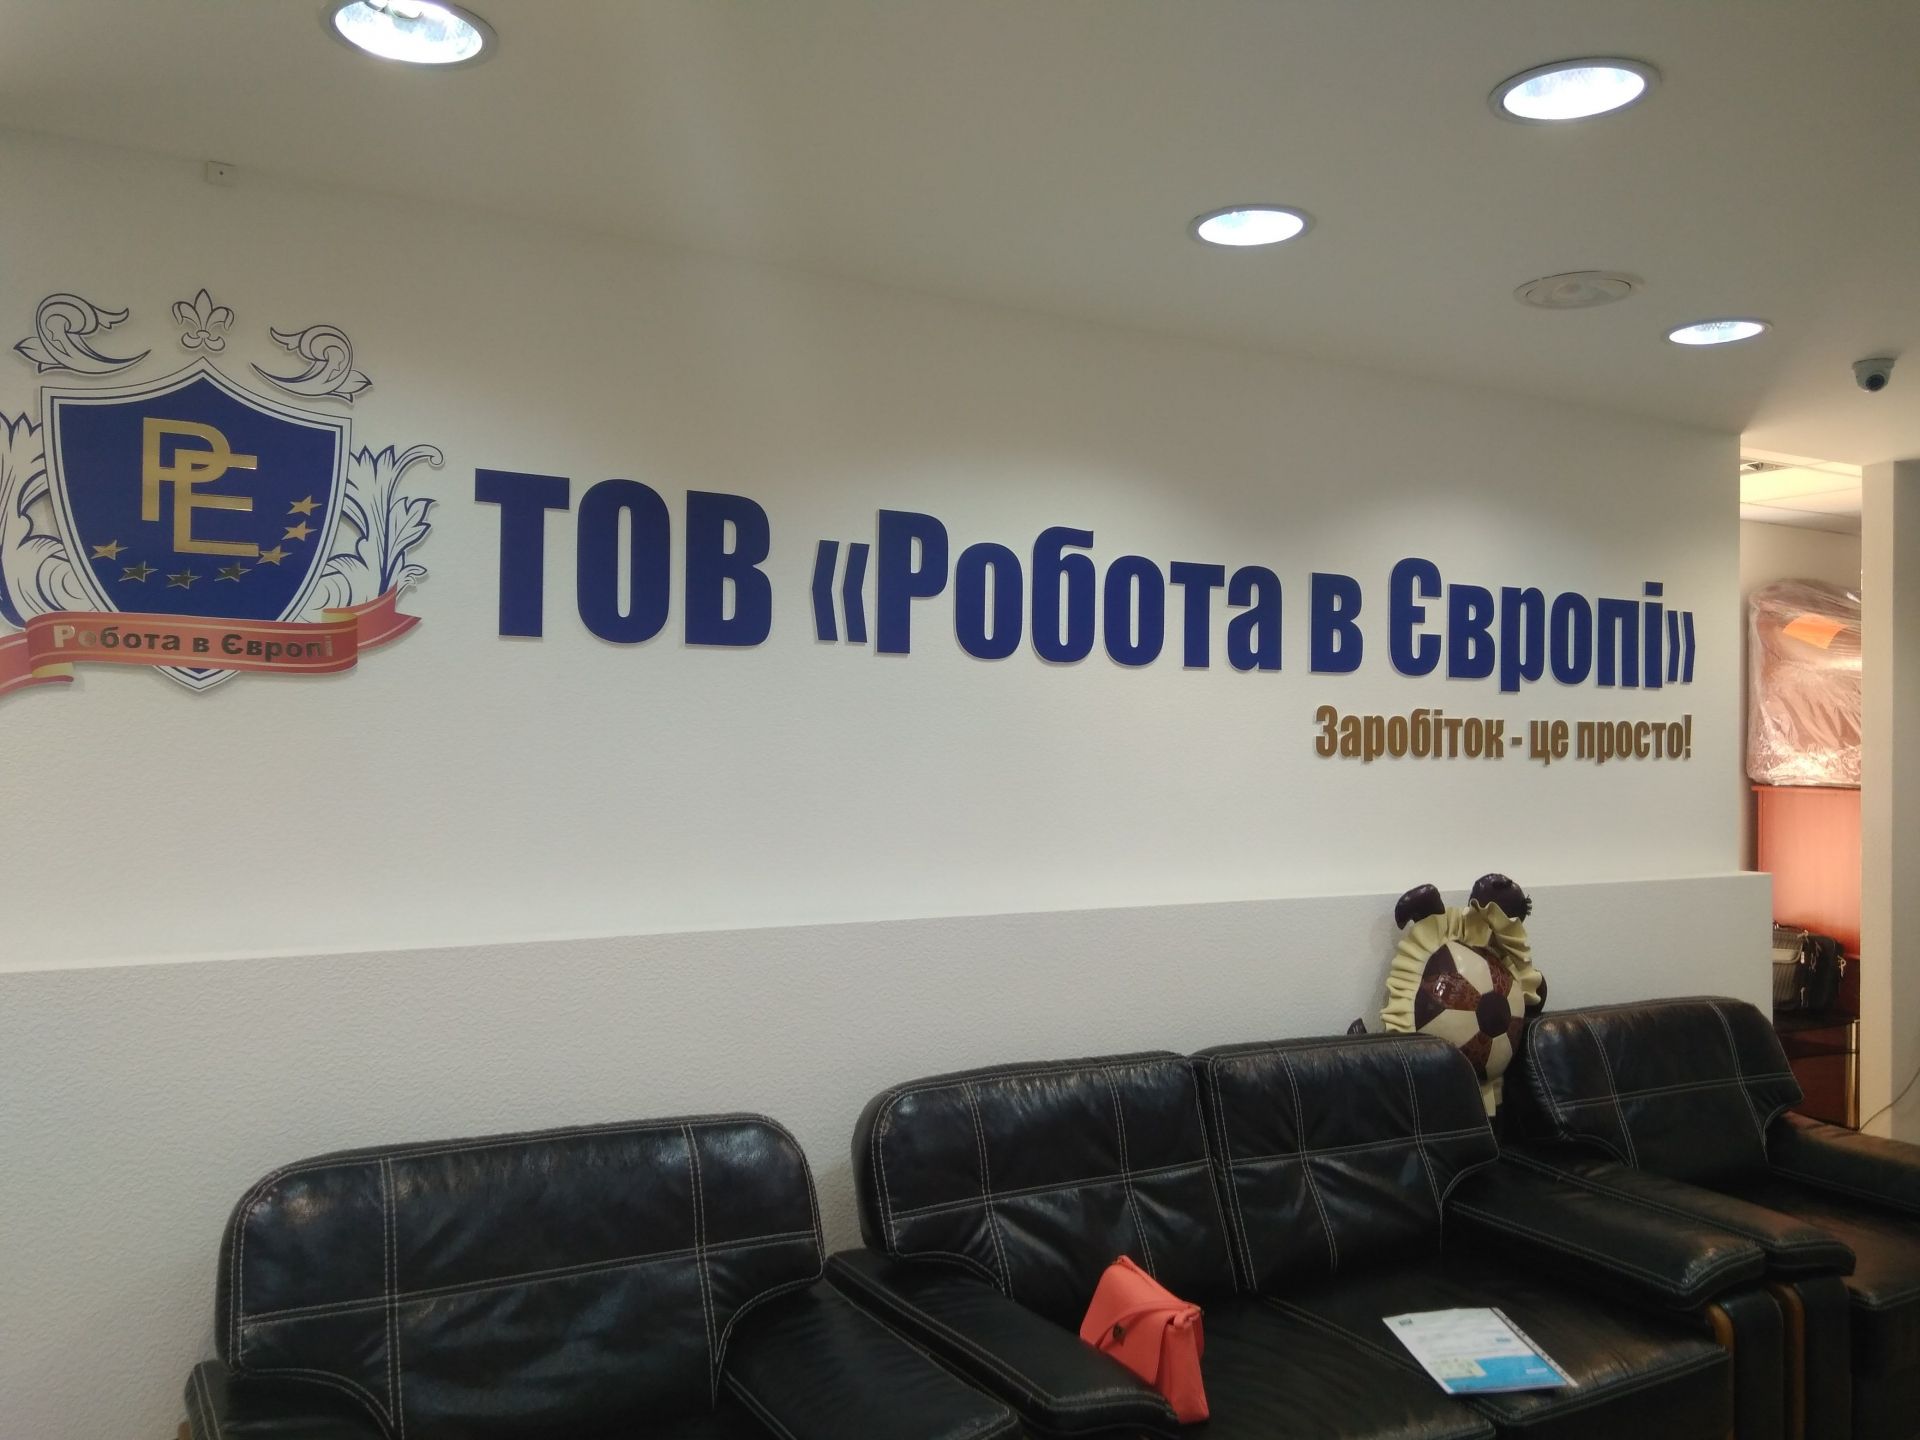 РЕ
Робота в Європі
ТОВ «Робота в Європі»
Заробіток - це просто!